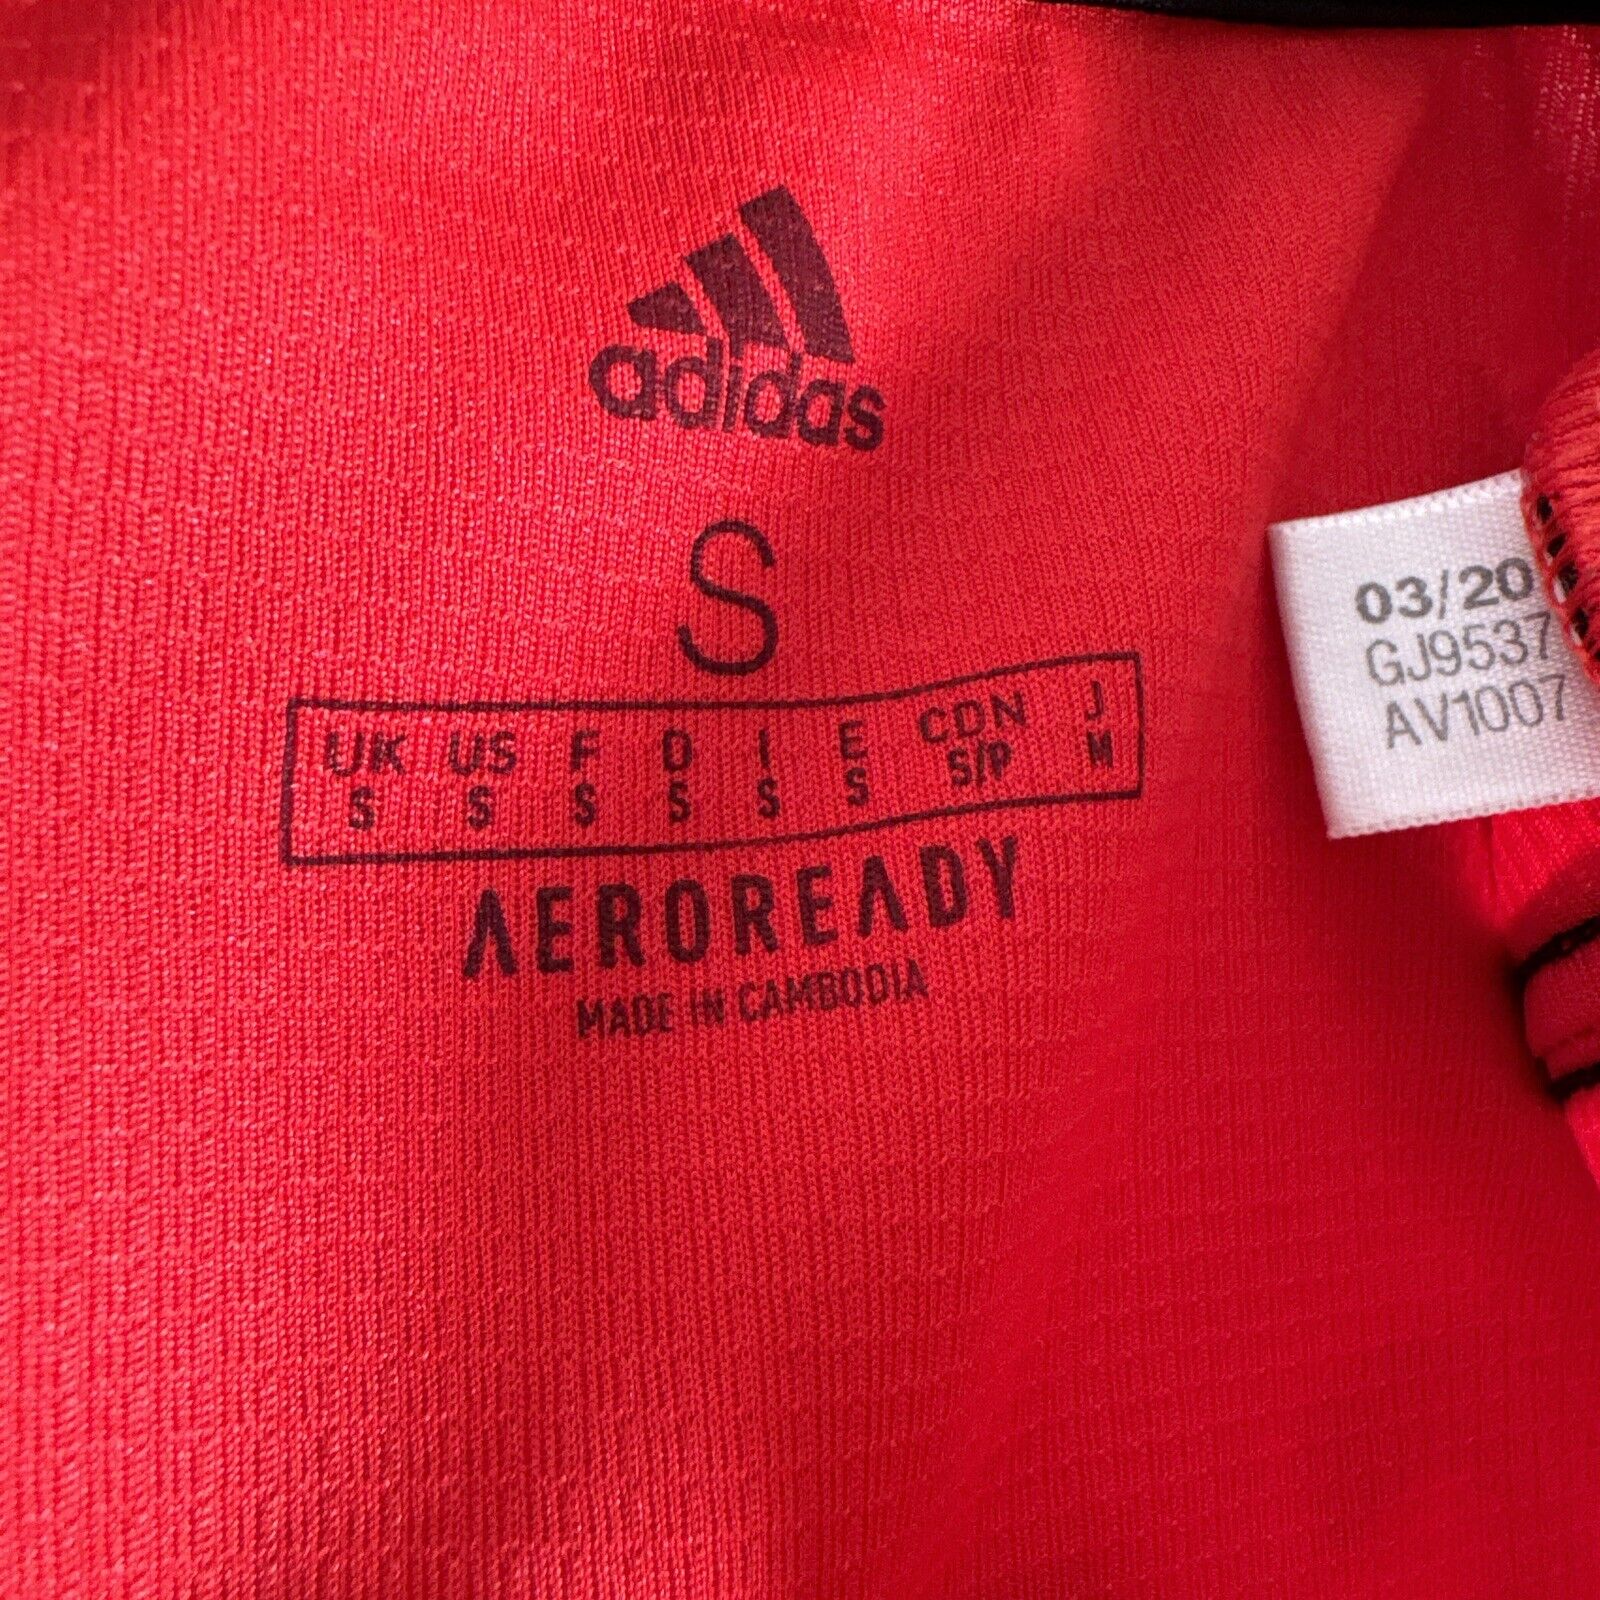 adidas
S
UK US F D I E CDN J
S S S S S S S/P M
AEROREADY
MADE IN CAMBODIA
03/20
GJ9537
AV1007